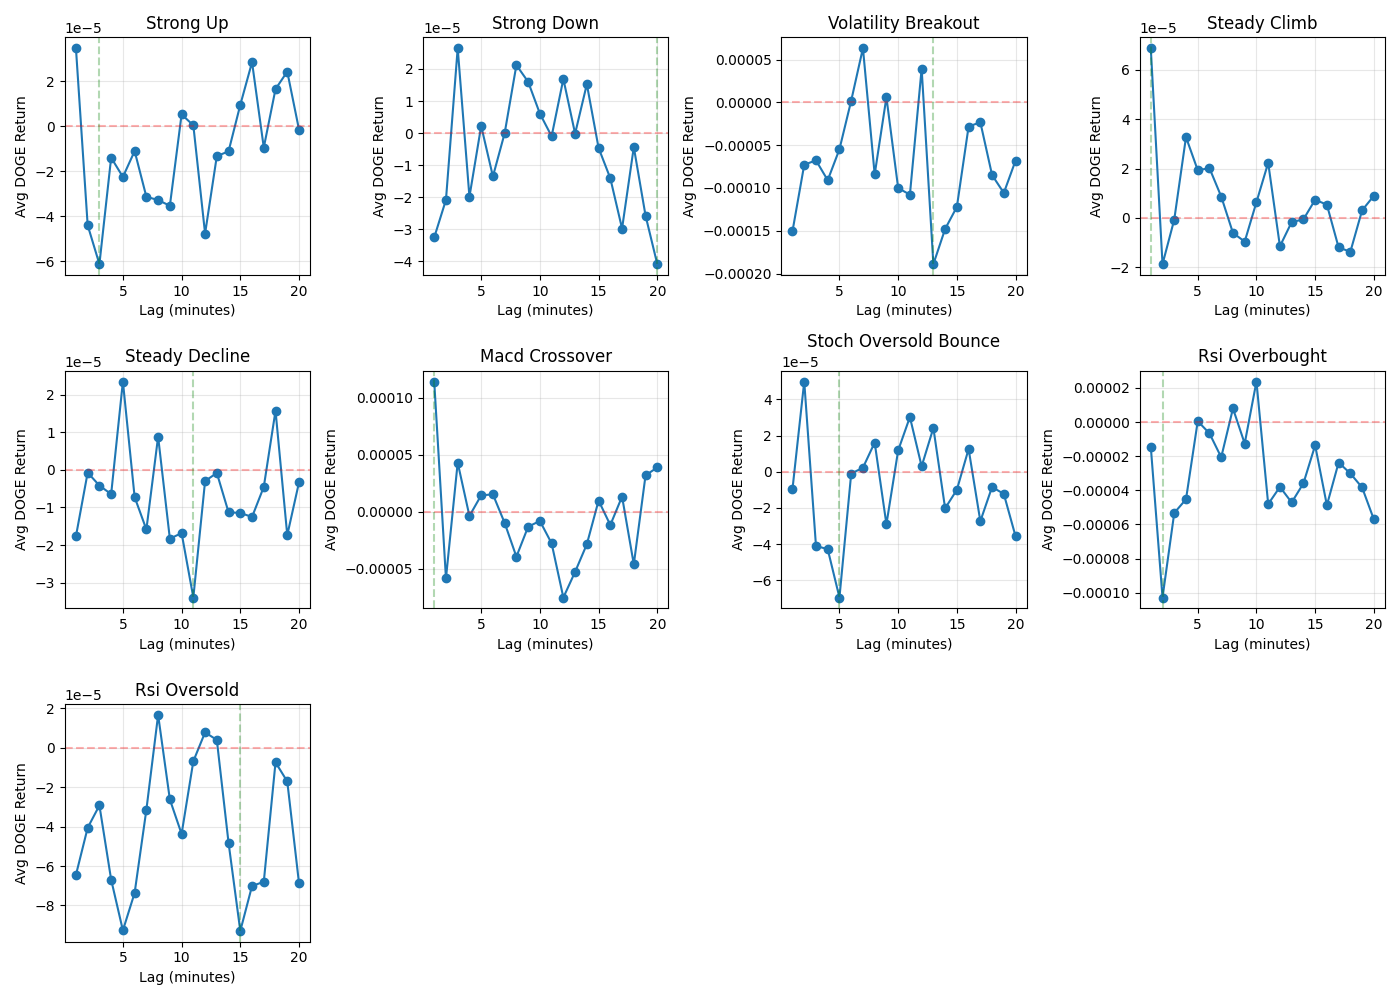 Strong Up
1e−5
Avg DOGE Return
2
0
−2
−4
−6
5 10 15 20
Lag (minutes)
Strong Down
1e−5
Avg DOGE Return
2
1
0
−1
−2
−3
−4
5 10 15 20
Lag (minutes)
Volatility Breakout
Avg DOGE Return
0.00005
0.00000
−0.00005
−0.00010
−0.00015
−0.00020
5 10 15 20
Lag (minutes)
Steady Climb
1e−5
Avg DOGE Return
6
4
2
0
−2
5 10 15 20
Lag (minutes)
Steady Decline
1e−5
Avg DOGE Return
2
1
0
−1
−2
−3
5 10 15 20
Lag (minutes)
Macd Crossover
Avg DOGE Return
0.00010
0.00005
0.00000
−0.00005
5 10 15 20
Lag (minutes)
Stoch Oversold Bounce
1e−5
Avg DOGE Return
4
2
0
−2
−4
−6
5 10 15 20
Lag (minutes)
Rsi Overbought
Avg DOGE Return
0.00002
0.00000
−0.00002
−0.00004
−0.00006
−0.00008
−0.00010
5 10 15 20
Lag (minutes)
Rsi Oversold
1e−5
Avg DOGE Return
2
0
−2
−4
−6
−8
5 10 15 20
Lag (minutes)